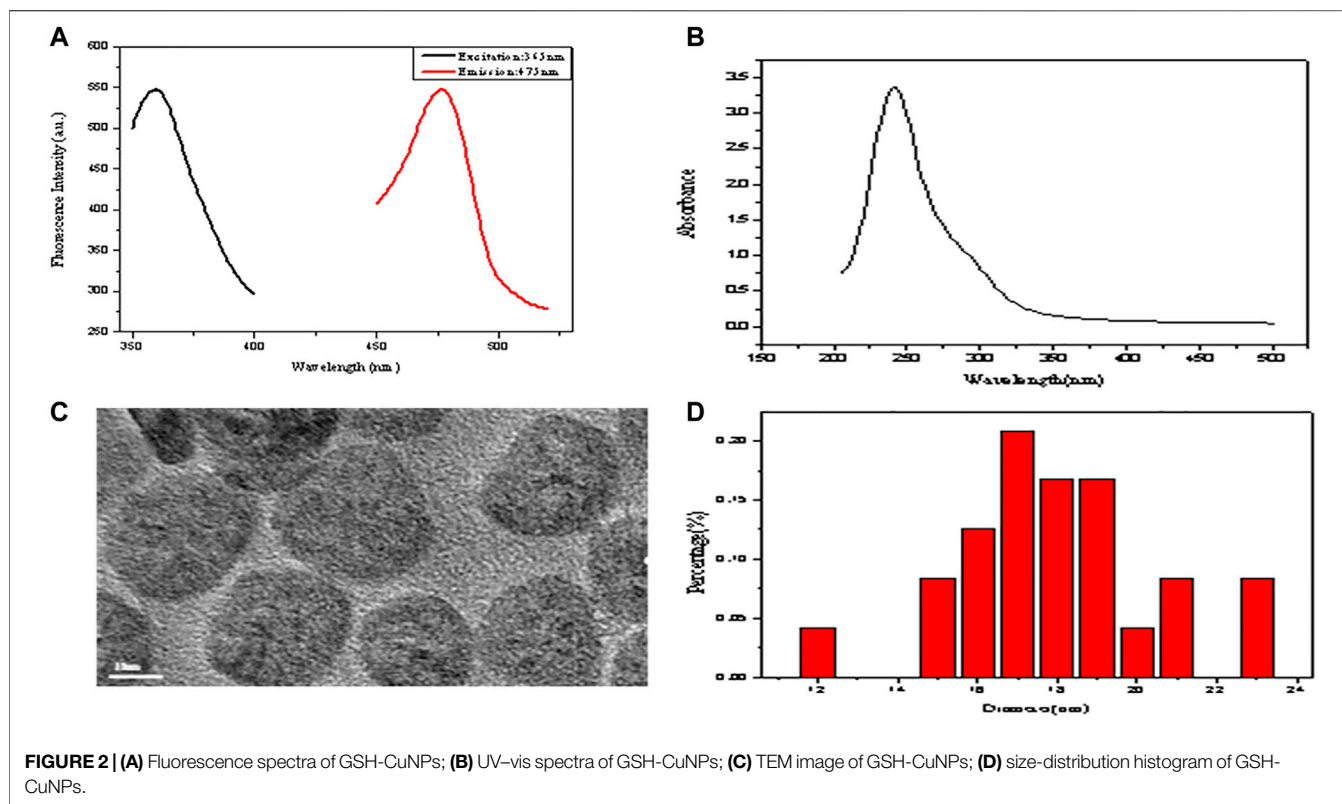 A
600
550
500
450
400
350
300
250
Fluorescence Intensity (au.)
Excitation:365nm
Emission:475nm
350
400
450
500
Wavelength (nm)
B
3.5
3.0
2.5
2.0
1.5
1.0
0.5
0.0
Absorbance
150
200
250
300
350
400
450
500
Wavelength(nm)
C
D
0.20
0.15
0.10
0.05
0.00
Percentage(%)
12
14
16
18
20
22
24
Diameter(nm)
FIGURE 2 | (A) Fluorescence spectra of GSH-CuNPs; (B) UV–vis spectra of GSH-CuNPs; (C) TEM image of GSH-CuNPs; (D) size-distribution histogram of GSH-
CuNPs.